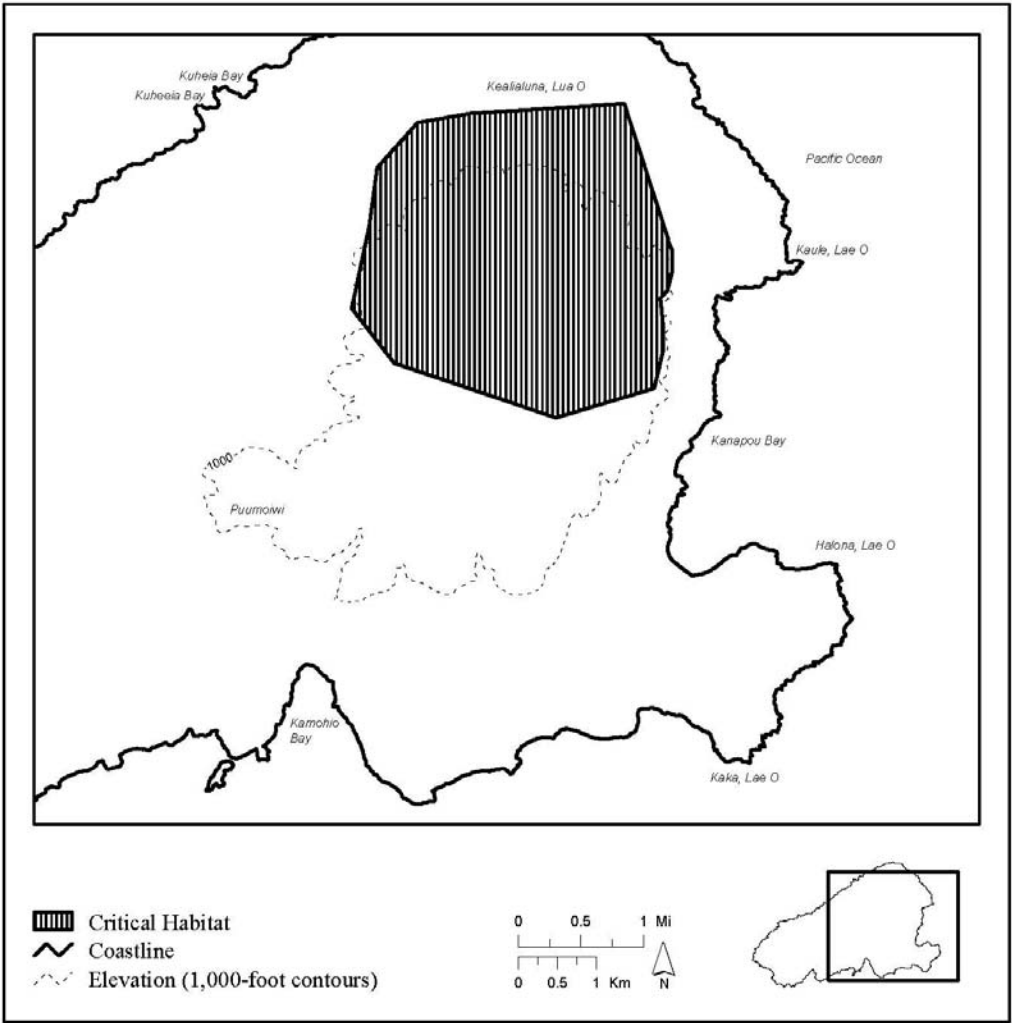 Kuheia Bay
Kuheeia Bay
Kealialuna, Lua O
Pacific Ocean
Kaule, Lae O
Kanapou Bay
1000
Puumoiwi
Halona, Lae O
Kamohio
Bay
Kaka, Lae O
Critical Habitat
Coastline
Elevation (1,000-foot contours)
0 0.5 1 Mi
0 0.5 1 Km
N